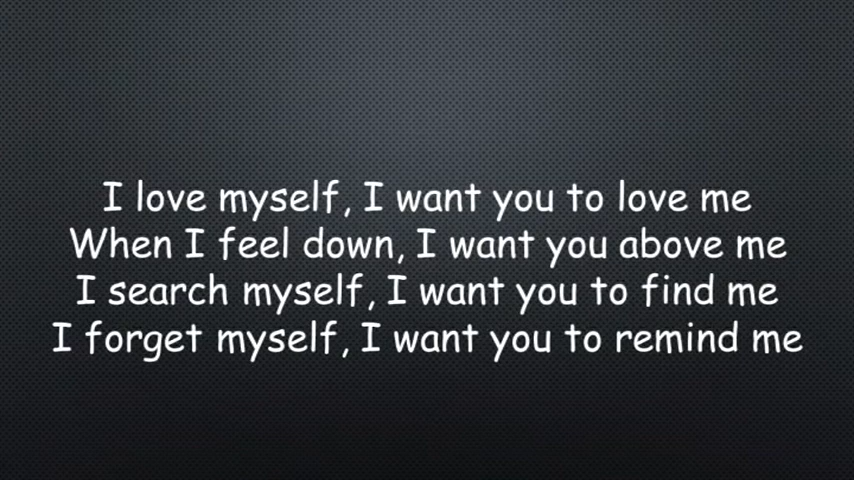 I love myself, I want you to love me
When I feel down, I want you above me
I search myself, I want you to find me
I forget myself, I want you to remind me